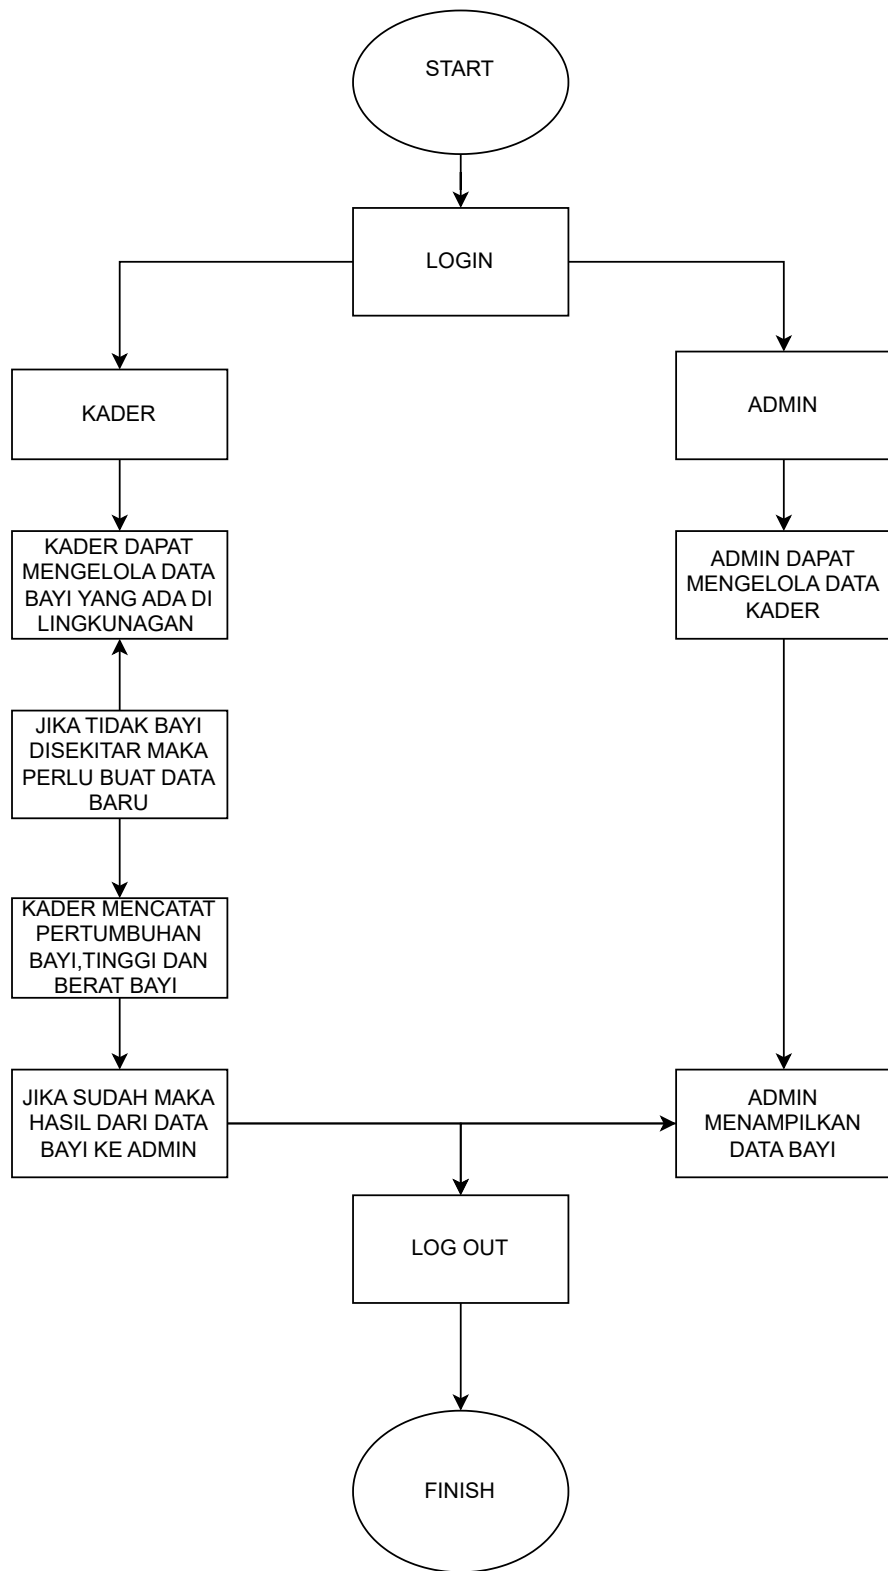 START
LOGIN
KADER
ADMIN
KADER DAPAT
MENGELOLA DATA
BAYI YANG ADA DI
LINGKUNAGAN
ADMIN DAPAT
MENGELOLA DATA
KADER
JIKA TIDAK BAYI
DISEKITAR MAKA
PERLU BUAT DATA
BARU
KADER MENCATAT
PERTUMBUHAN
BAYI,TINGGI DAN
BERAT BAYI
JIKA SUDAH MAKA
HASIL DARI DATA
BAYI KE ADMIN
ADMIN
MENAMPILKAN
DATA BAYI
LOG OUT
FINISH